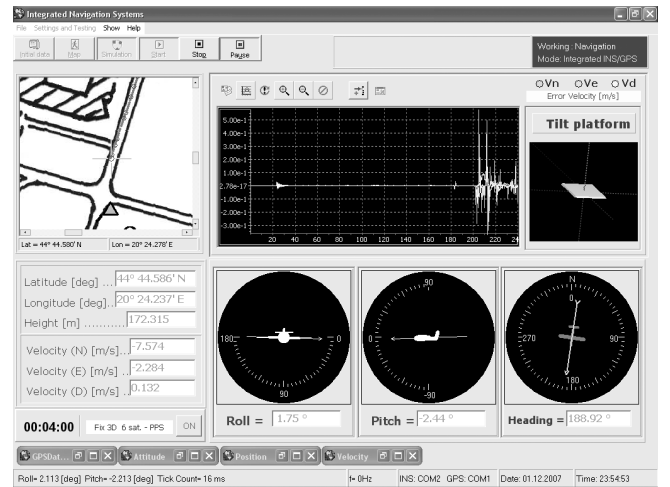 Integrated Navigation Systems
File Settings and Testing Show Help
Initial data Map Simulation Start Stop Pause
Working : Navigation
Mode: Integrated INS/GPS
Vn Ve Vd
Error Velocity [m/s]
Tilt platform
5.00e-1
4.00e-1
3.00e-1
2.00e-1
1.00e-1
2.78e-17
-1.00e-1
-2.00e-1
-3.00e-1
20 40 60 80 100 120 140 160 180 200 220 24
Lat = 44° 44.580' N Lon = 20° 24.278' E
Latitude [deg] ... 44° 44.586' N
Longitude [deg].. 20° 24.237' E
Height [m] ........... 172.315
Velocity (N) [m/s]... -7.574
Velocity (E) [m/s] .. -2.284
Velocity (D) [m/s] .. 0.132
00:04:00 Fix 3D 6 sat. - PPS ON
90
180 0
90
Roll = 1.75 °
90
0
-90
Pitch = -2.44 °
N
0
270 90
180
Heading = 188.92 °
GPSDat... Attitude Position Velocity
Roll= 2.113 [deg] Pitch= -2.213 [deg] Tick Count= 16 ms f= 0Hz INS: COM2 GPS: COM1 Date: 01.12.2007 Time: 23:54:53